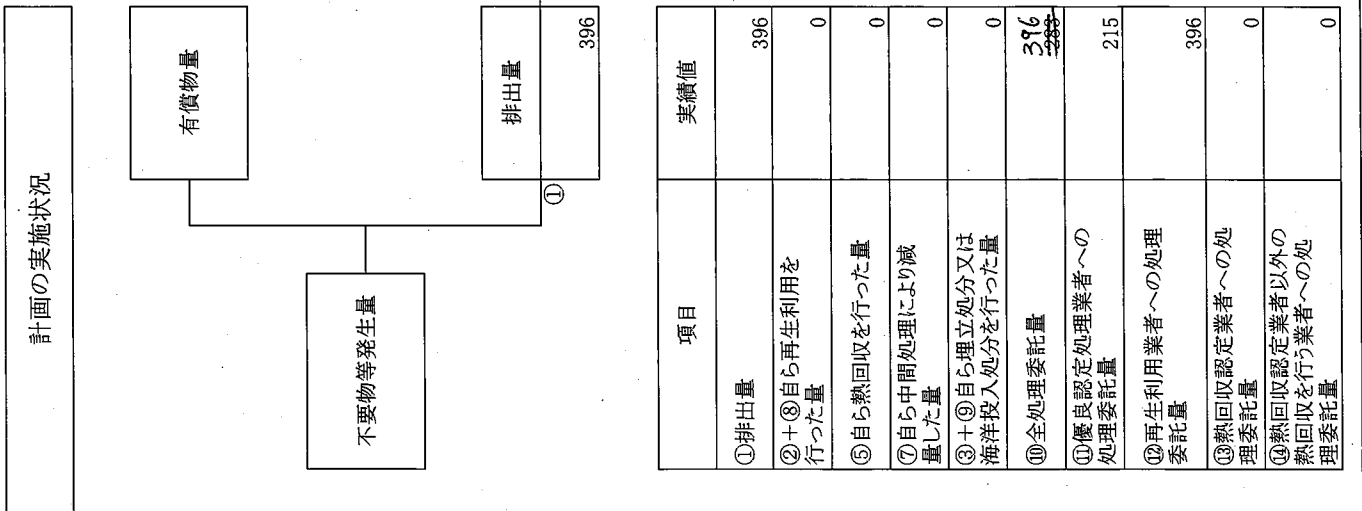 計画の実施状況
有償物量
不要物等発生量
排出量
①
396
項目
実績値
①排出量
396
②+⑧自ら再生利用を
行った量
0
⑤自ら熱回収を行った量
0
⑦自ら中間処理により減
量した量
0
③+⑨自ら埋立処分又は
海洋投入処分を行った量
0
⑩全処理委託量
396
283
⑪優良認定処理業者への
処理委託量
215
⑫再生利用業者への処理
委託量
396
⑬熱回収認定業者への処
理委託量
0
⑭熱回収認定業者以外の
熱回収を行う業者への処
理委託量
0